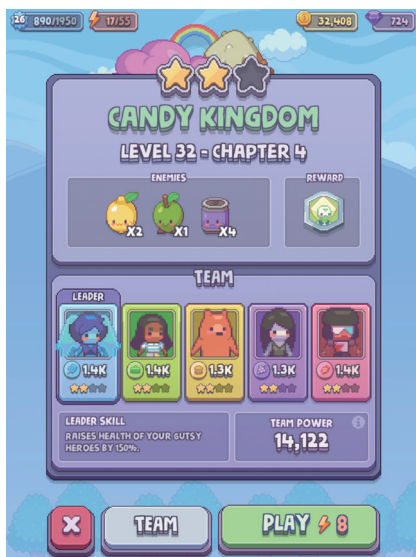 26 890/1950 17/55 32,408 724
CANDY KINGDOM
LEVEL 32 - CHAPTER 4
ENEMIES
REWARD
X2 X1 X4
TEAM
LEADER
1.4K 1.4K 1.3K 1.3K 1.4K
LEADER SKILL
RAISES HEALTH OF YOUR GUTSY
HEROES BY 150%.
TEAM POWER
14,122
X TEAM PLAY 8